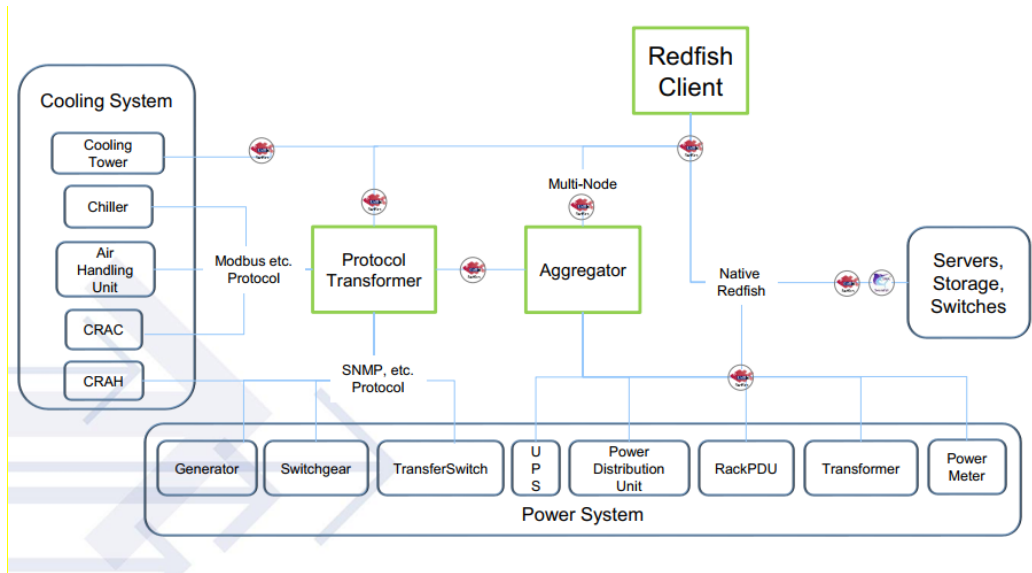 Redfish
Client
Cooling System
Cooling
Tower
Chiller
Air
Handling
Unit
CRAC
CRAH
Modbus etc.
Protocol
Protocol
Transformer
SNMP, etc.
Protocol
Multi-Node
Aggregator
Native
Redfish
Servers,
Storage,
Switches
Generator
Switchgear
TransferSwitch
U
P
S
Power
Distribution
Unit
RackPDU
Transformer
Power
Meter
Power System